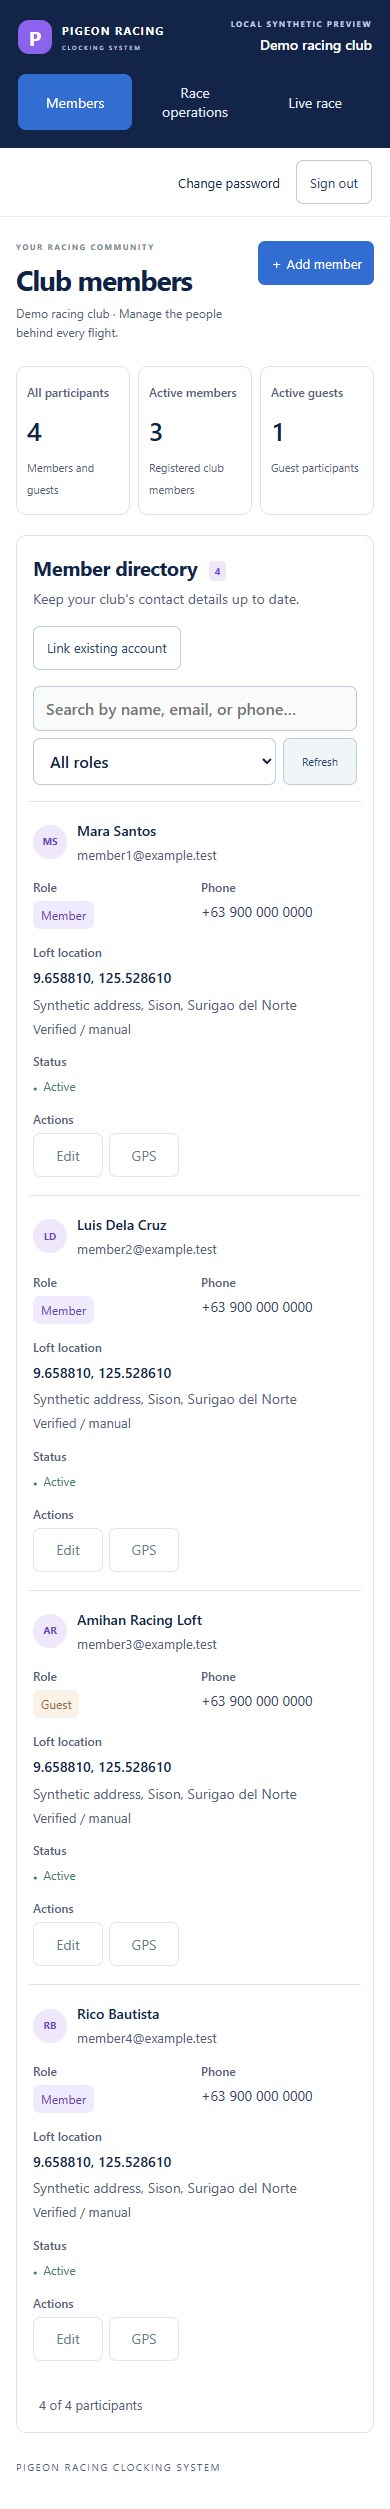 P
PIGEON RACING
CLOCKING SYSTEM
LOCAL SYNTHETIC PREVIEW
Demo racing club
Members
Race
operations
Live race
Change password
Sign out
YOUR RACING COMMUNITY
Club members
Demo racing club · Manage the people
behind every flight.
+ Add member
All participants
4
Members and
guests
Active members
3
Registered club
members
Active guests
1
Guest participants
Member directory 4
Keep your club's contact details up to date.
Link existing account
Search by name, email, or phone...
All roles
Refresh
MS
Mara Santos
member1@example.test
Role
Member
Phone
+63 900 000 0000
Loft location
9.658810, 125.528610
Synthetic address, Sison, Surigao del Norte
Verified / manual
Status
• Active
Actions
Edit
GPS
LD
Luis Dela Cruz
member2@example.test
Role
Member
Phone
+63 900 000 0000
Loft location
9.658810, 125.528610
Synthetic address, Sison, Surigao del Norte
Verified / manual
Status
• Active
Actions
Edit
GPS
AR
Amihan Racing Loft
member3@example.test
Role
Guest
Phone
+63 900 000 0000
Loft location
9.658810, 125.528610
Synthetic address, Sison, Surigao del Norte
Verified / manual
Status
• Active
Actions
Edit
GPS
RB
Rico Bautista
member4@example.test
Role
Member
Phone
+63 900 000 0000
Loft location
9.658810, 125.528610
Synthetic address, Sison, Surigao del Norte
Verified / manual
Status
• Active
Actions
Edit
GPS
4 of 4 participants
PIGEON RACING CLOCKING SYSTEM